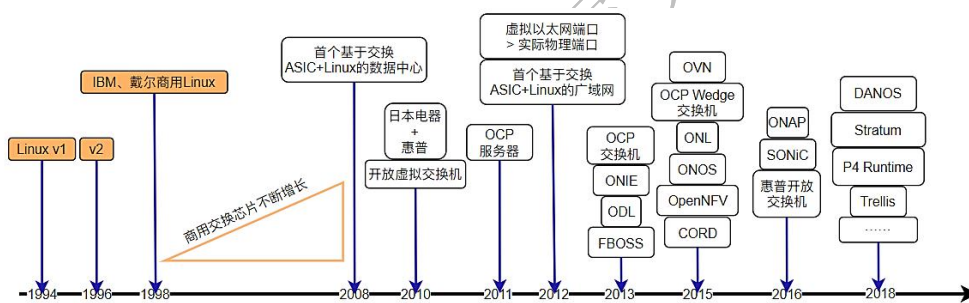 Linux v1
v2
IBM、戴尔商用Linux
商用交换芯片不断增长
首个基于交换
ASIC+Linux的数据中心
日本电器
+
惠普
开放虚拟交换机
OCP
服务器
虚拟以太网端口
> 实际物理端口
首个基于交换
ASIC+Linux的广域网
OCP
交换机
ONIE
ODL
FBOSS
OVN
OCP Wedge
交换机
ONL
ONOS
OpenNFV
CORD
ONAP
SONiC
惠普开放
交换机
DANOS
Stratum
P4 Runtime
Trellis
……
1994
1996
1998
2008
2010
2011
2012
2013
2015
2016
2018